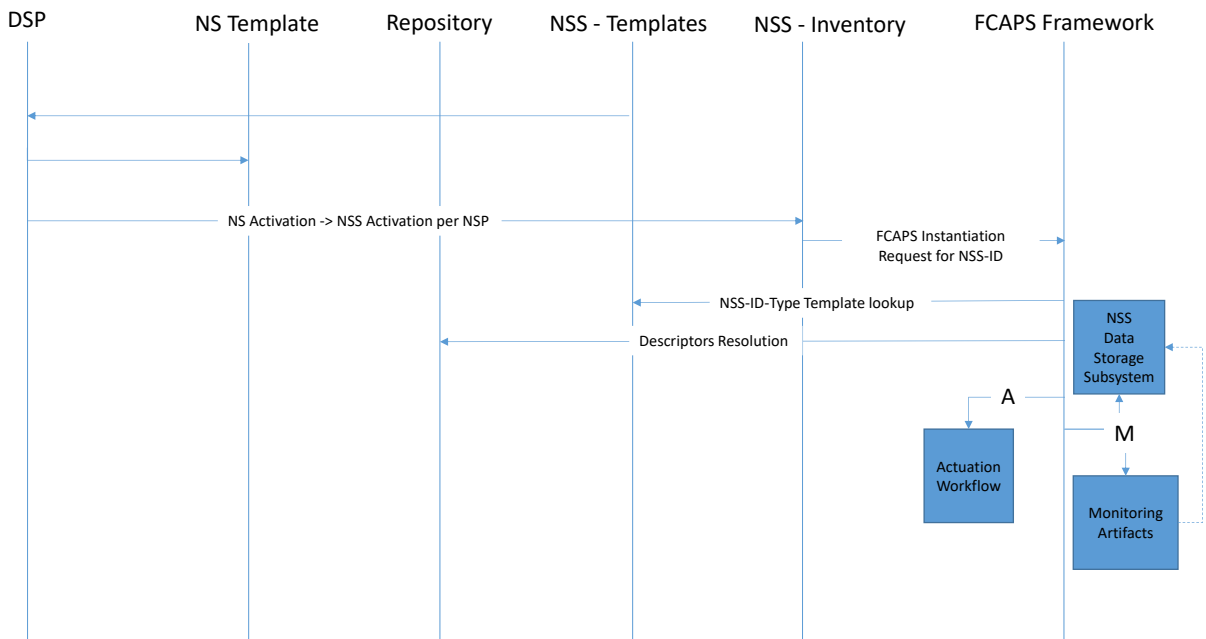 DSP
NS Template
Repository
NSS - Templates
NSS - Inventory
FCAPS Framework
NS Activation -> NSS Activation per NSP
FCAPS Instantiation
Request for NSS-ID
NSS-ID-Type Template lookup
NSS
Data
Storage
Subsystem
Descriptors Resolution
A
M
Actuation
Workflow
Monitoring
Artifacts